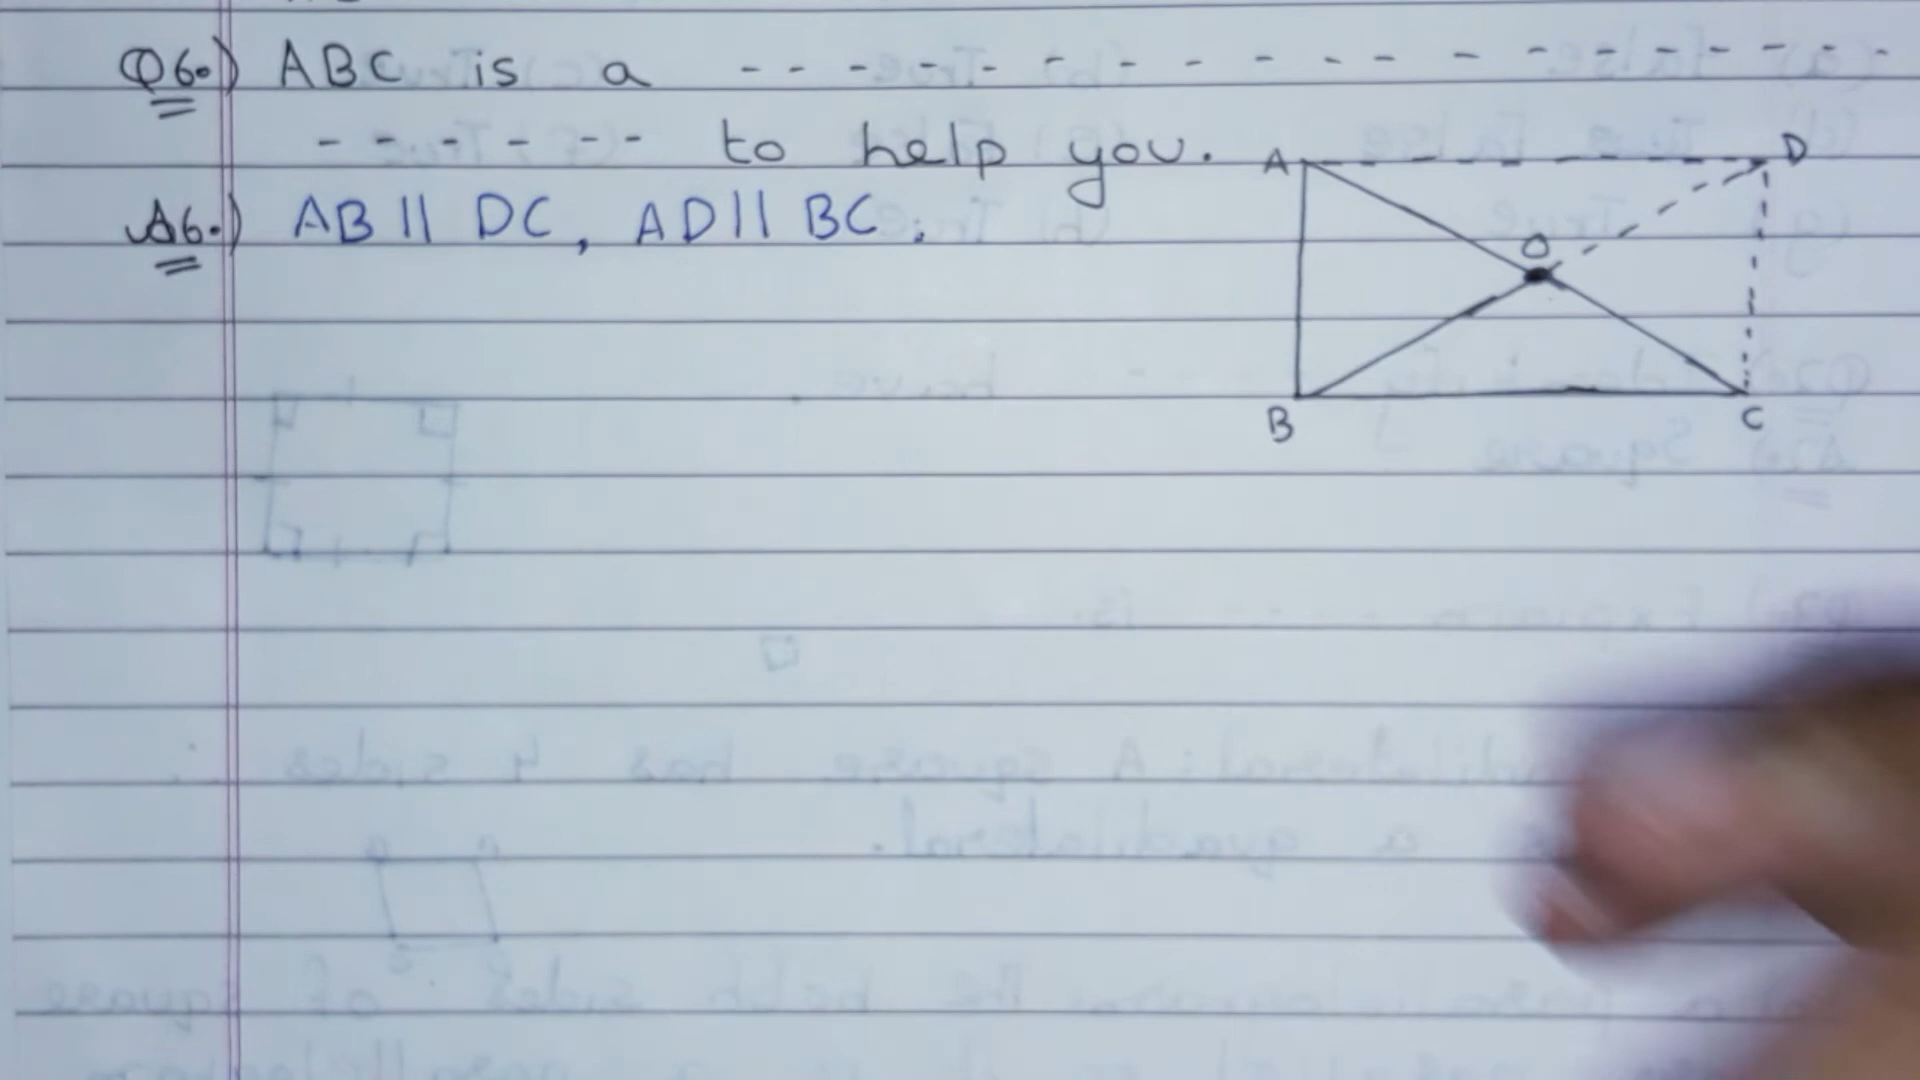 Q6.) ABC is a - - - - - - - - - - - - - - - - -
- - - - - - to help you.
A6.) AB || DC, AD || BC.
A
D
O
B
C